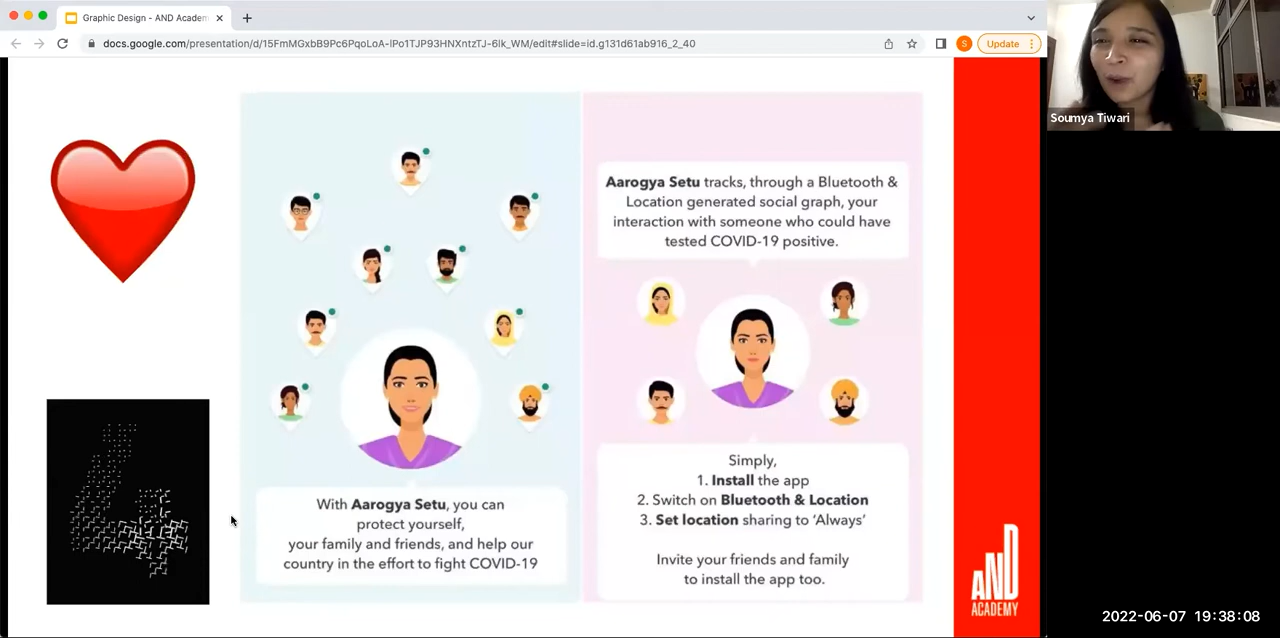 Graphic Design - AND Academ
docs.google.com/presentation/d/15FmMGxbB9Pc6PqoLoA-IPo1TJP93HNXntzTJ-6lk_WM/edit#slide=id.g131d61ab916_2_40
S
Update
Soumya Tiwari
Aarogya Setu tracks, through a Bluetooth &
Location generated social graph, your
interaction with someone who could have
tested COVID-19 positive.
With Aarogya Setu, you can
protect yourself,
your family and friends, and help our
country in the effort to fight COVID-19
Simply,
1. Install the app
2. Switch on Bluetooth & Location
3. Set location sharing to ‘Always’
Invite your friends and family
to install the app too.
4
AND
ACADEMY
2022-06-07 19:38:08